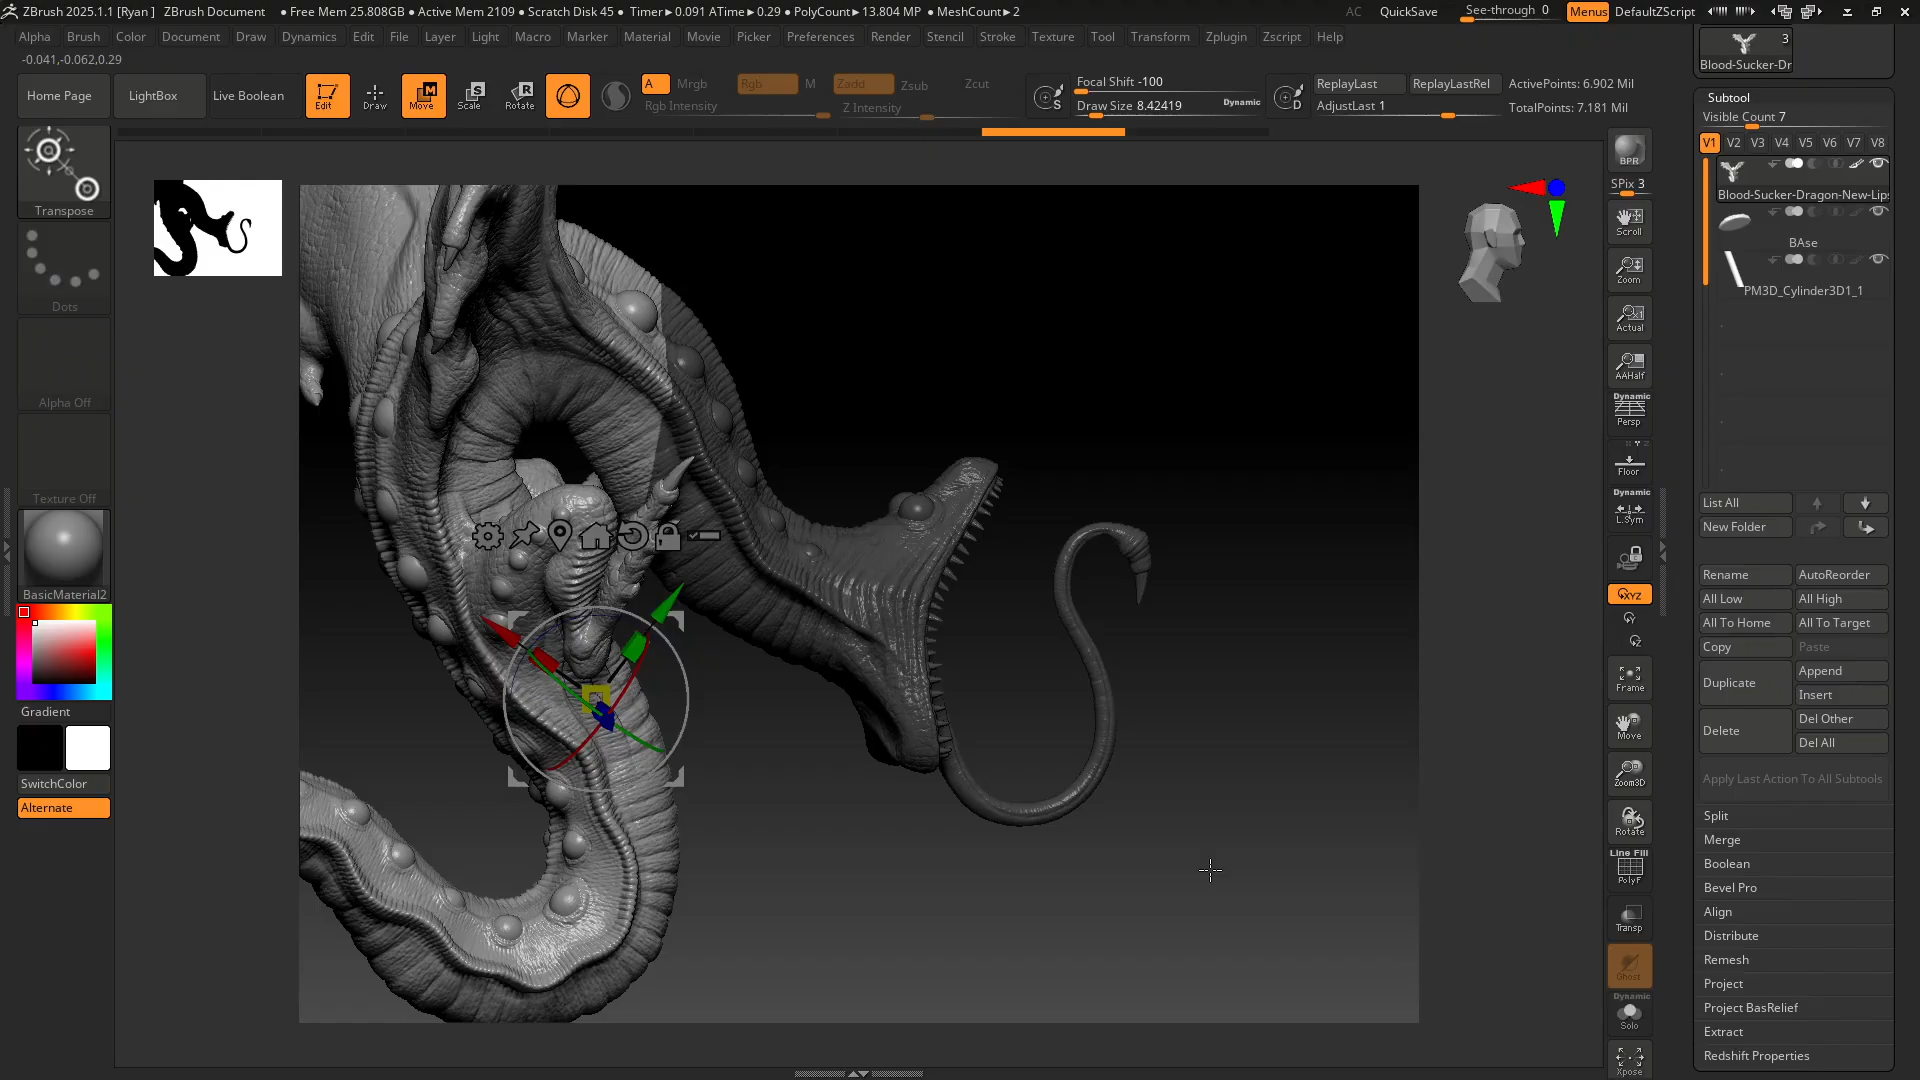 ZBrush 2025.1.1 [Ryan ] ZBrush Document • Free Mem 25.808GB • Active Mem 2109 • Scratch Disk 45 • Timer►0.091 ATime►0.29 • PolyCount►13.804 MP • MeshCount►2 AC QuickSave See-through 0 Menus DefaultZScript
Alpha Brush Color Document Draw Dynamics Edit File Layer Light Macro Marker Material Movie Picker Preferences Render Stencil Stroke Texture Tool Transform Zplugin Zscript Help
-0.041,-0.062,0.29
Home Page LightBox Live Boolean Edit Draw Move Scale Rotate
M S R
A Mrgb Rgb M Zadd Zsub Zcut
Rgb Intensity Z Intensity
S Focal Shift -100
Draw Size 8.42419 Dynamic
D ReplayLast ReplayLastRel
AdjustLast 1
ActivePoints: 6.902 Mil
TotalPoints: 7.181 Mil
Transpose
Dots
Alpha Off
Texture Off
BasicMaterial2
Gradient
SwitchColor
Alternate
BPR
SPix 3
Scroll
Zoom
Actual
AAHalf
Dynamic
Persp
Floor
Dynamic
L.Sym
XYZ
Y
Z
Frame
Move
Zoom3D
Rotate
Line Fill
PolyF
Transp
Ghost
Dynamic
Solo
Xpose
3
Blood-Sucker-Dr
Subtool
Visible Count 7
V1 V2 V3 V4 V5 V6 V7 V8
Blood-Sucker-Dragon-New-Lips
BAse
PM3D_Cylinder3D1_1
List All
New Folder
Rename AutoReorder
All Low All High
All To Home All To Target
Copy Paste
Duplicate Append
Insert
Delete Del Other
Del All
Apply Last Action To All Subtools
Split
Merge
Boolean
Bevel Pro
Align
Distribute
Remesh
Project
Project BasRelief
Extract
Redshift Properties